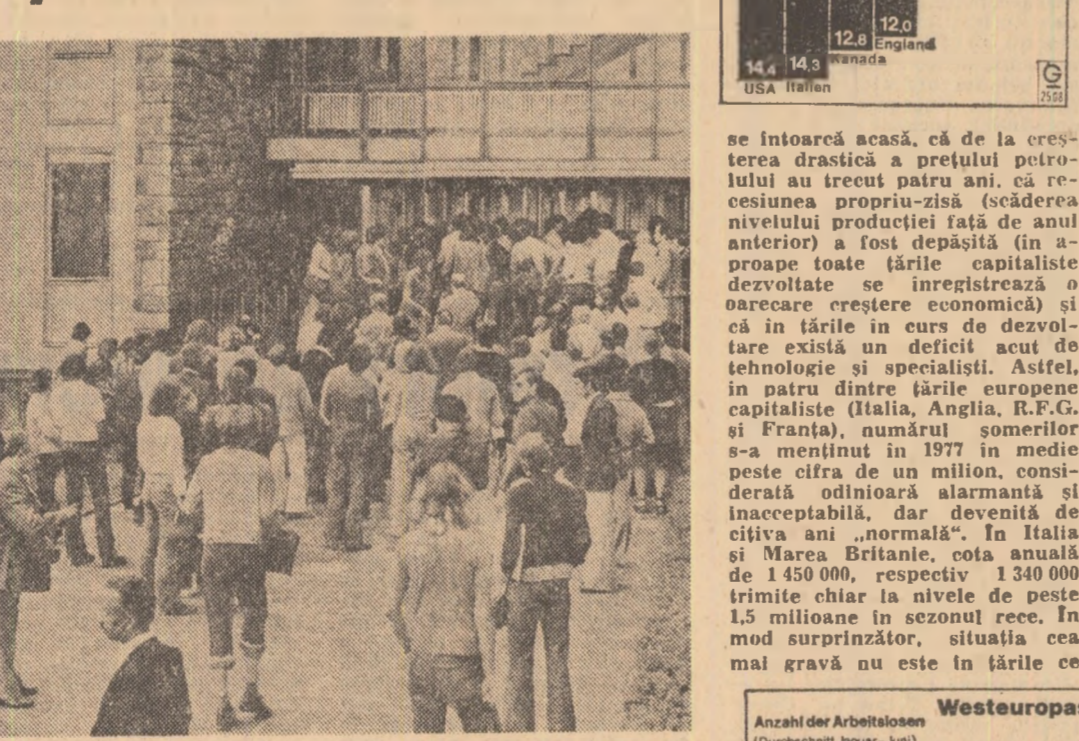 12,0
12,8 England
14,4 14,3 Kanada
USA Italien
G
2508
se întoarcă acasă, că de la creș-
terea drastică a prețului petro-
lului au trecut patru ani, că re-
cesiunea propriu-zisă (scăderea
nivelului producției față de anul
anterior) a fost depășită (în a-
proape toate țările capitaliste
dezvoltate se înregistrează o
oarecare creștere economică) și
că în țările în curs de dezvol-
tare există un deficit acut de
tehnologie și specialiști. Astfel,
în patru dintre țările europene
capitaliste (Italia, Anglia, R.F.G.
și Franța), numărul șomerilor
s-a menținut în 1977 în medie
peste cifra de un milion, consi-
derată odinioară alarmantă și
inacceptabilă, dar devenită de
cîțiva ani „normală“. În Italia
și Marea Britanie, cota anuală
de 1 450 000, respectiv 1 340 000
trimite chiar la nivele de peste
1,5 milioane în sezonul rece. În
mod surprinzător, situația cea
mai gravă nu este în țările ce
Westeuropas
Anzahl der Arbeitslosen
(Durchschnitt Januar - Juni)